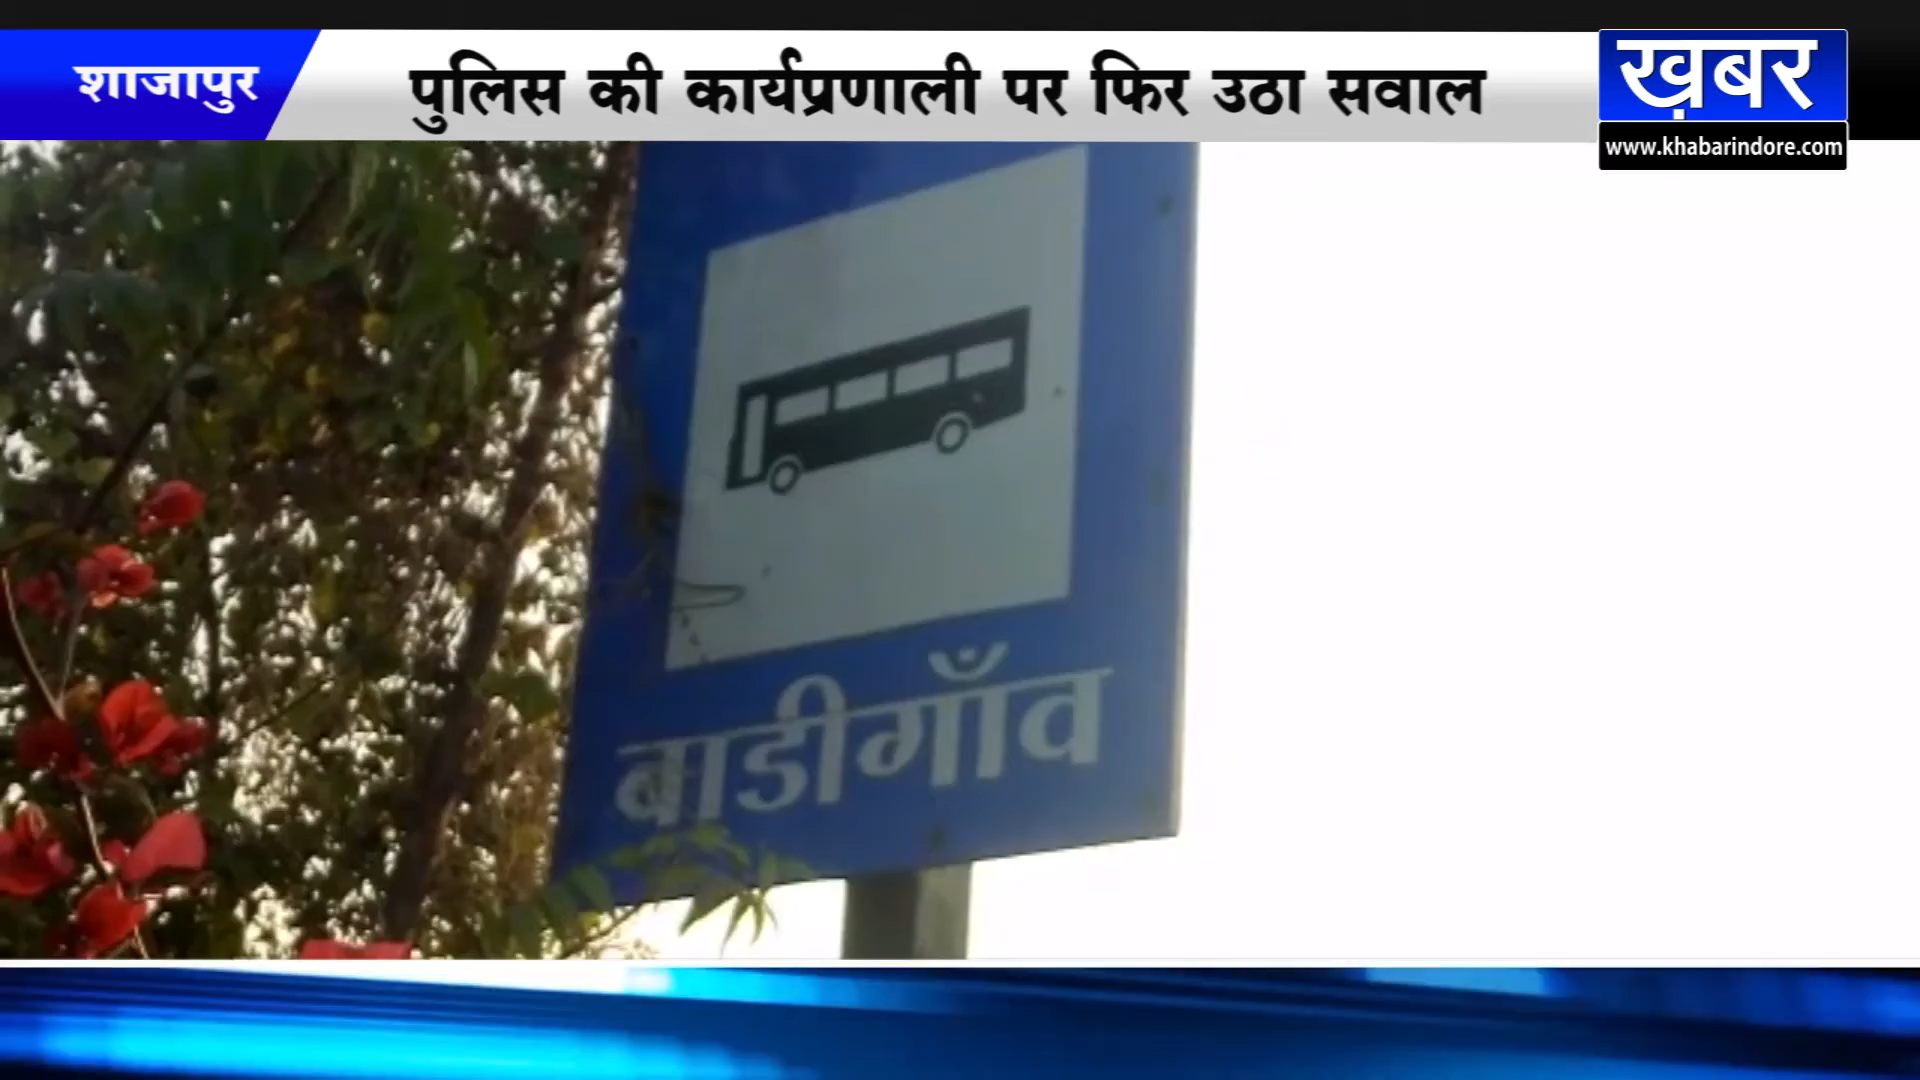 शाजापुर
पुलिस की कार्यप्रणाली पर फिर उठा सवाल
ख़बर
www.khabarindore.com
बाडीगाँव